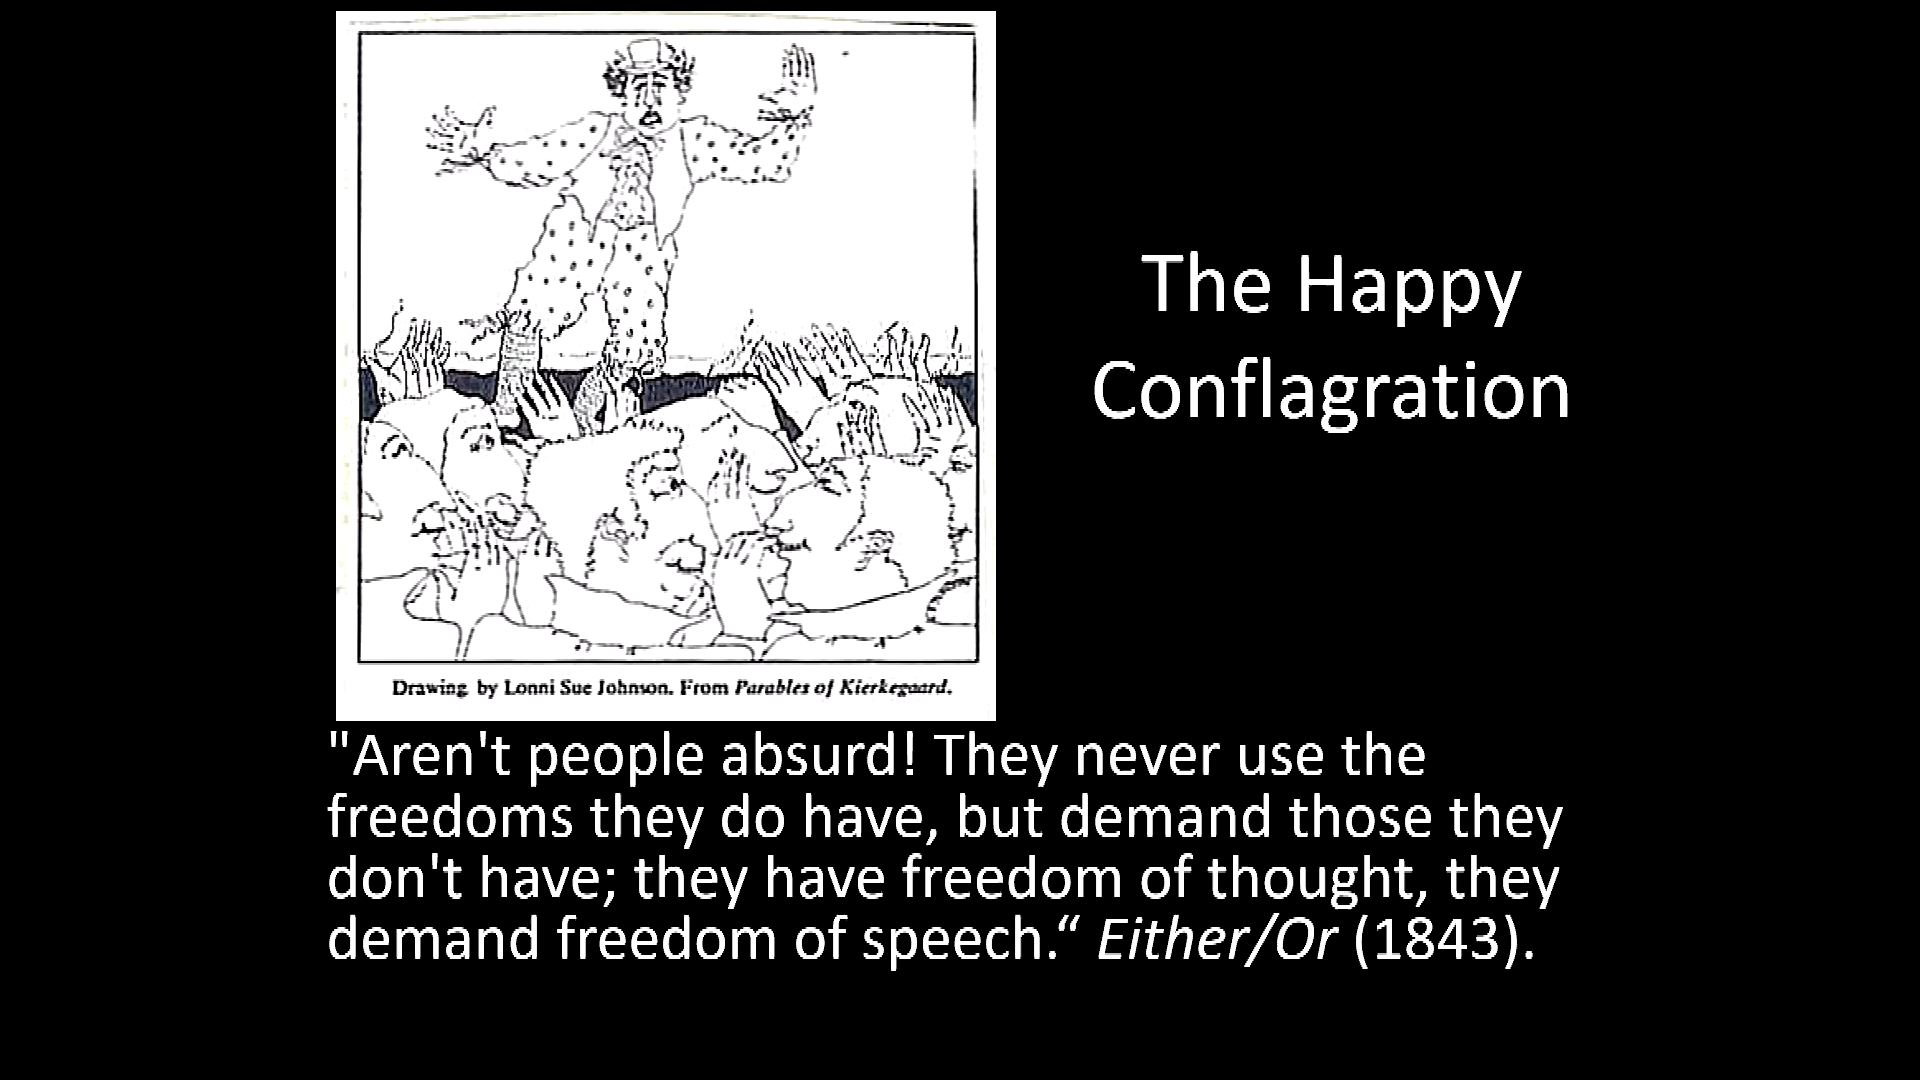 The Happy
Conflagration
Drawing by Lonni Sue Johnson. From Parables of Kierkegaard.
"Aren't people absurd! They never use the
freedoms they do have, but demand those they
don't have; they have freedom of thought, they
demand freedom of speech.“ Either/Or (1843).